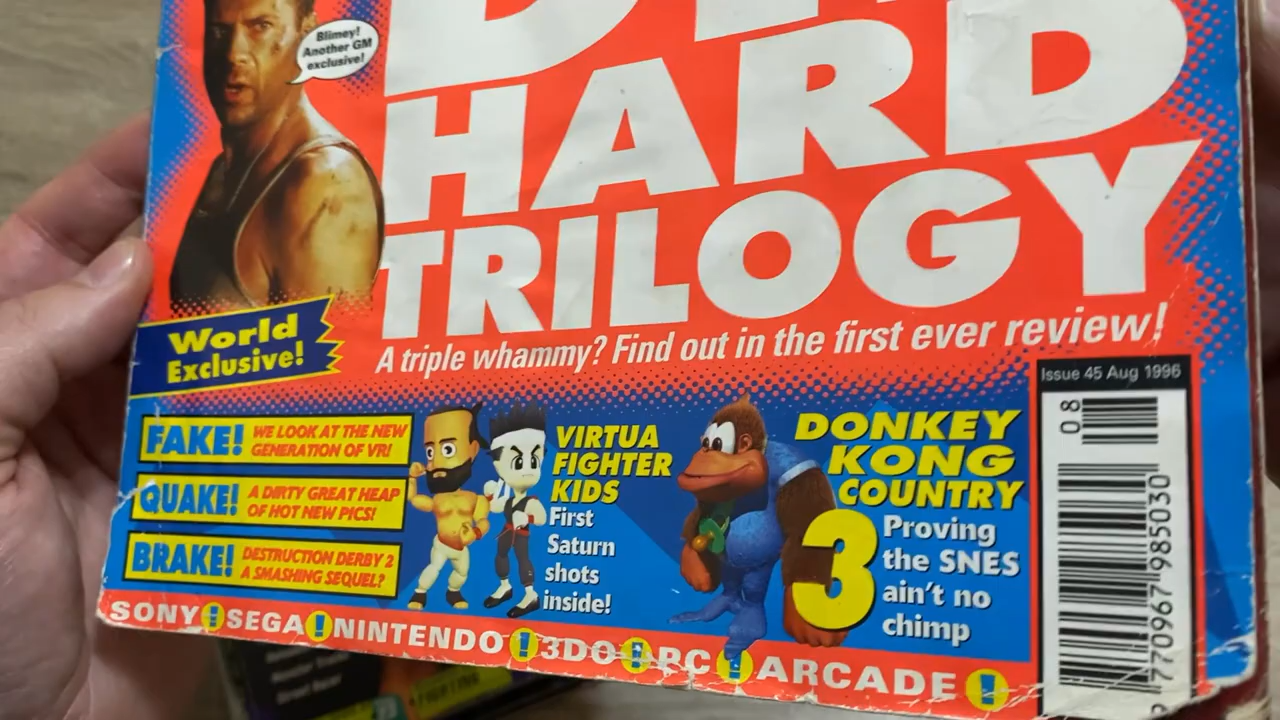 Blimey!
Another GM
exclusive!
HARD
TRILOGY
A triple whammy? Find out in the first ever review!
World
Exclusive!
Issue 45 Aug 1996
08
FAKE! WE LOOK AT THE NEW
GENERATION OF VR!
QUAKE! A DIRTY GREAT HEAP
OF HOT NEW PICS!
BRAKE! DESTRUCTION DERBY 2
A SMASHING SEQUEL?
VIRTUA
FIGHTER
KIDS
First
Saturn
shots
inside!
DONKEY
KONG
COUNTRY
3
Proving
the SNES
ain't no
chimp
770967 985030
SONY! SEGA! NINTENDO! 3DO! PC! ARCADE!